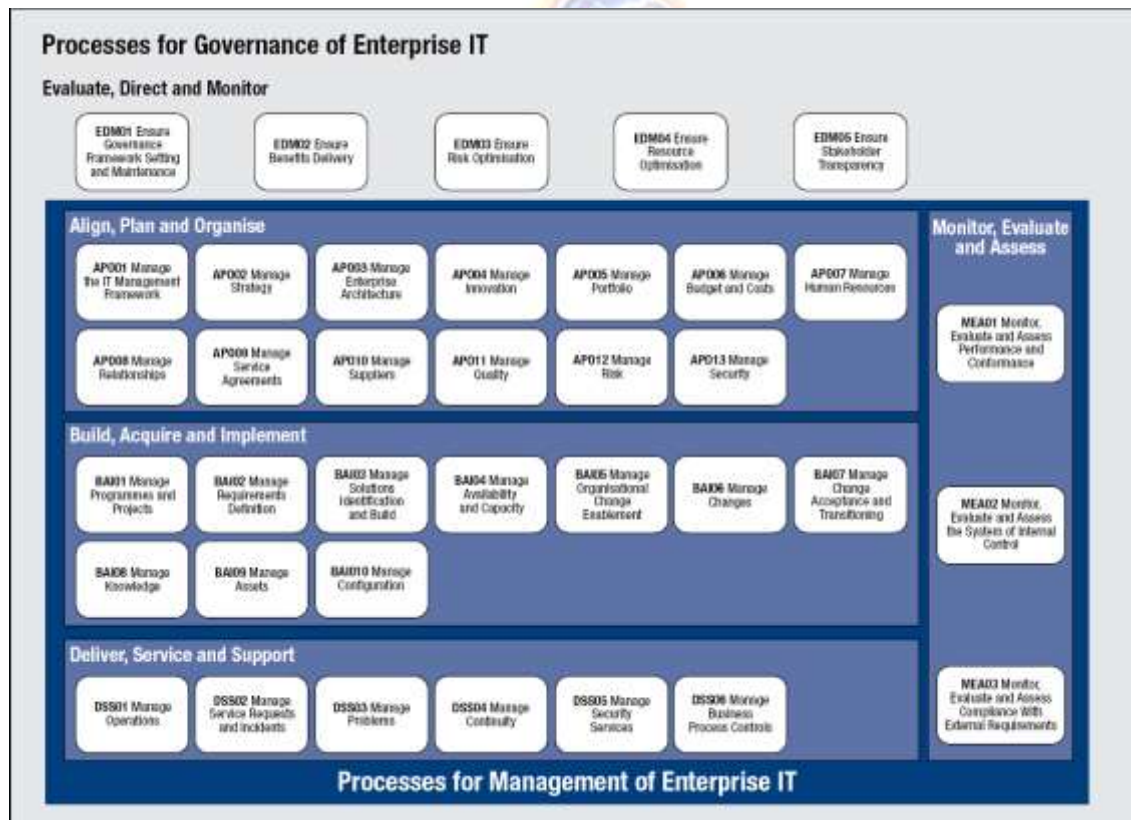 Processes for Governance of Enterprise IT
Evaluate, Direct and Monitor
EDM01 Ensure
Governance
Framework Setting
and Maintenance
EDM02 Ensure
Benefits Delivery
EDM03 Ensure
Risk Optimisation
EDM04 Ensure
Resource
Optimisation
EDM05 Ensure
Stakeholder
Transparency
Align, Plan and Organise
APO01 Manage
the IT Management
Framework
APO02 Manage
Strategy
APO03 Manage
Enterprise
Architecture
APO04 Manage
Innovation
APO05 Manage
Portfolio
APO06 Manage
Budget and Costs
APO07 Manage
Human Resources
APO08 Manage
Relationships
APO09 Manage
Service
Agreements
APO10 Manage
Suppliers
APO11 Manage
Quality
APO12 Manage
Risk
APO13 Manage
Security
Build, Acquire and Implement
BAI01 Manage
Programmes and
Projects
BAI02 Manage
Requirements
Definition
BAI03 Manage
Solutions
Identification
and Build
BAI04 Manage
Availability
and Capacity
BAI05 Manage
Organisational
Change
Enablement
BAI06 Manage
Changes
BAI07 Manage
Change
Acceptance and
Transitioning
BAI08 Manage
Knowledge
BAI09 Manage
Assets
BAI010 Manage
Configuration
Deliver, Service and Support
DSS01 Manage
Operations
DSS02 Manage
Service Requests
and Incidents
DSS03 Manage
Problems
DSS04 Manage
Continuity
DSS05 Manage
Security
Services
DSS06 Manage
Business
Process Controls
Monitor, Evaluate
and Assess
MEA01 Monitor,
Evaluate and Assess
Performance and
Conformance
MEA02 Monitor,
Evaluate and Assess
the System of Internal
Control
MEA03 Monitor,
Evaluate and Assess
Compliance With
External Requirements
Processes for Management of Enterprise IT